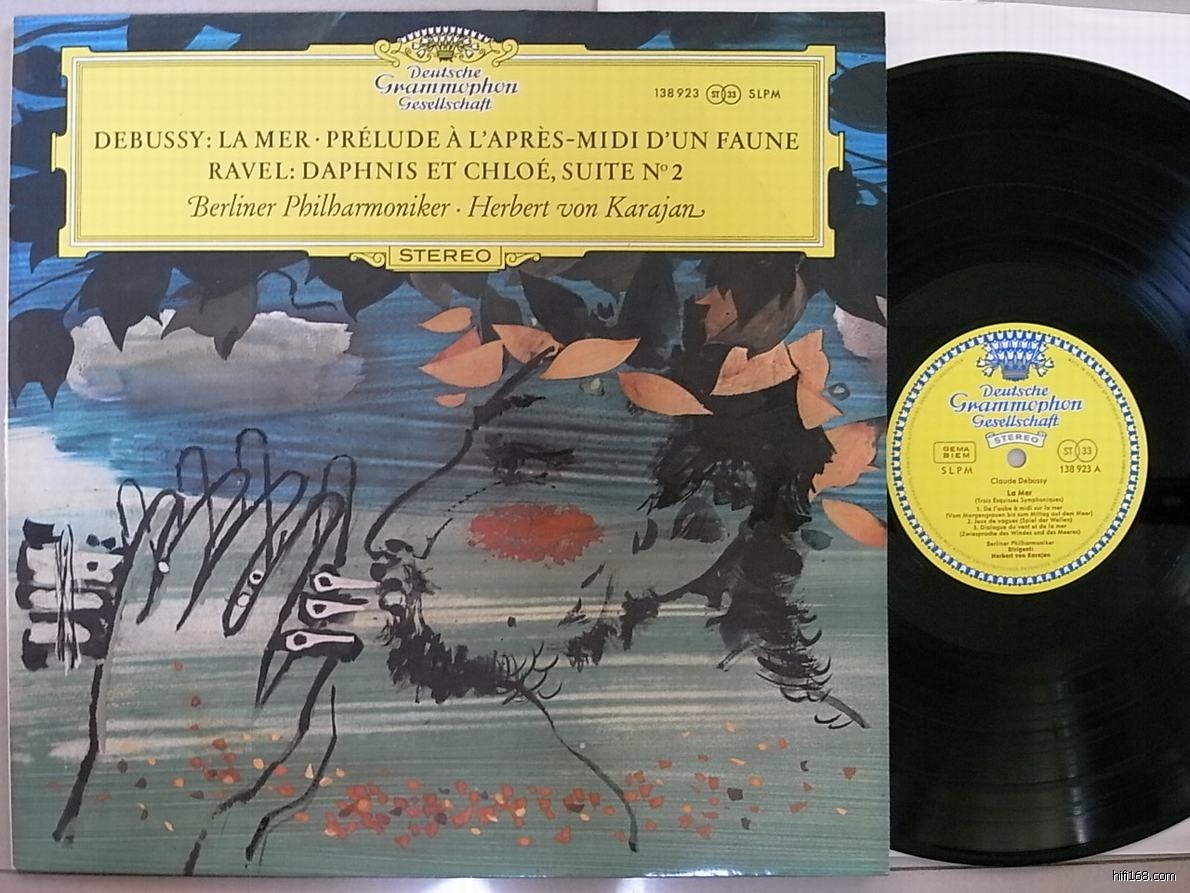 Deutsche
Grammophon
Gesellschaft
138 923 ST 33 SLPM
DEBUSSY: LA MER · PRÉLUDE À L'APRÈS-MIDI D'UN FAUNE
RAVEL: DAPHNIS ET CHLOÉ, SUITE Nº 2
Berliner Philharmoniker · Herbert von Karajan
STEREO
Deutsche
Grammophon
Gesellschaft
STEREO
GEMA
BIEM
ST 33
SLPM
138 923 A
Claude Debussy
La Mer
(Trois Esquisses Symphoniques)
1. De l'aube à midi sur la mer
(Vom Morgengrauen bis zum Mittag auf dem Meer)
2. Jeux de vagues (Spiel der Wellen)
3. Dialogue du vent et de la mer
(Zwiesprache des Windes und des Meeres)
Berliner Philharmoniker
Dirigent:
Herbert von Karajan
hifi168.com